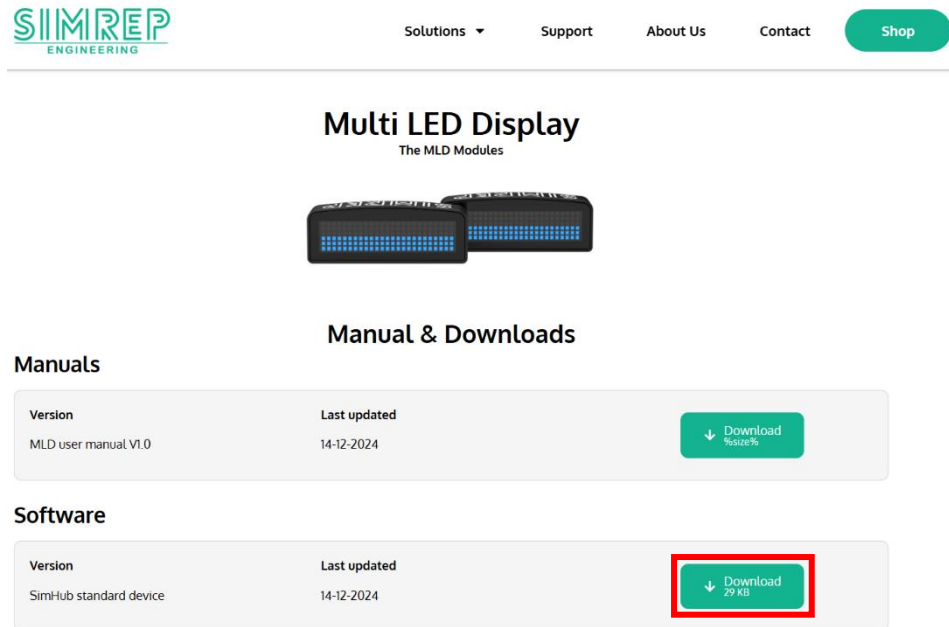 SIMREP
ENGINEERING
Solutions
Support
About Us
Contact
Shop
Multi LED Display
The MLD Modules
Manual & Downloads
Manuals
Version
Last updated
MLD user manual V1.0
14-12-2024
Download
%size%
Software
Version
Last updated
SimHub standard device
14-12-2024
Download
29 KB